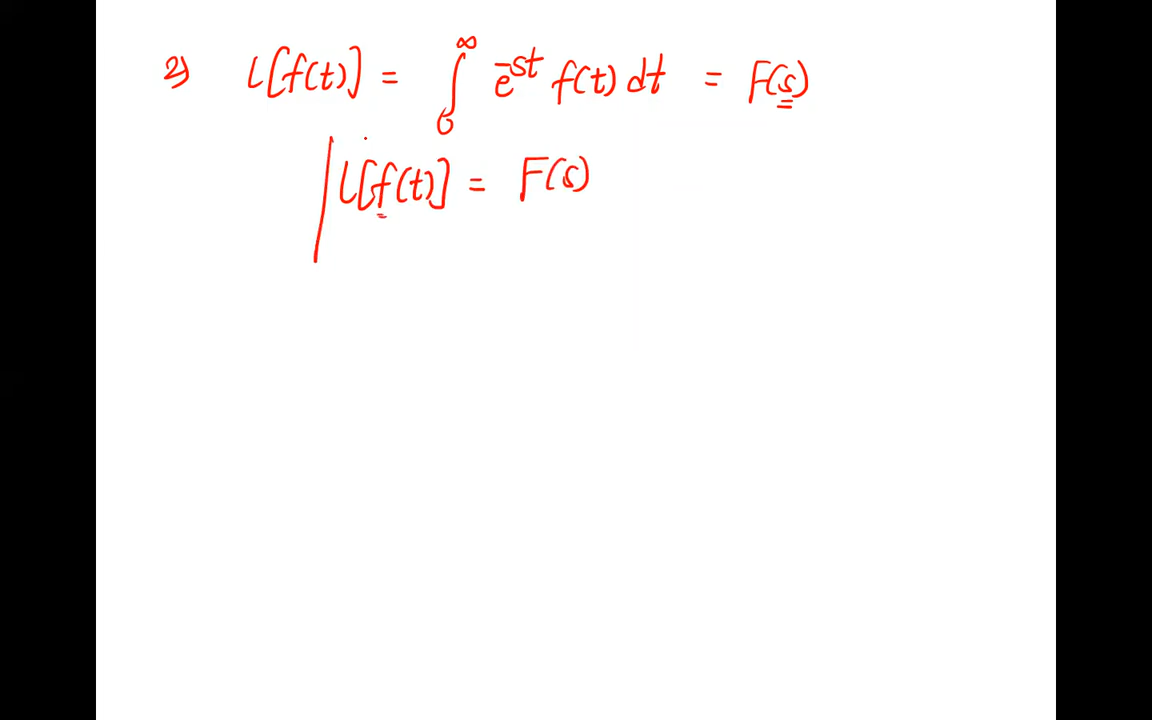 2) L[f(t)] = ∫₀^∞ e^-st f(t) dt = F(s)
L[f(t)] = F(s)